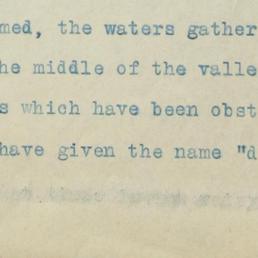 med, the waters gather
he middle of the valle
s which have been obst
have given the name "d